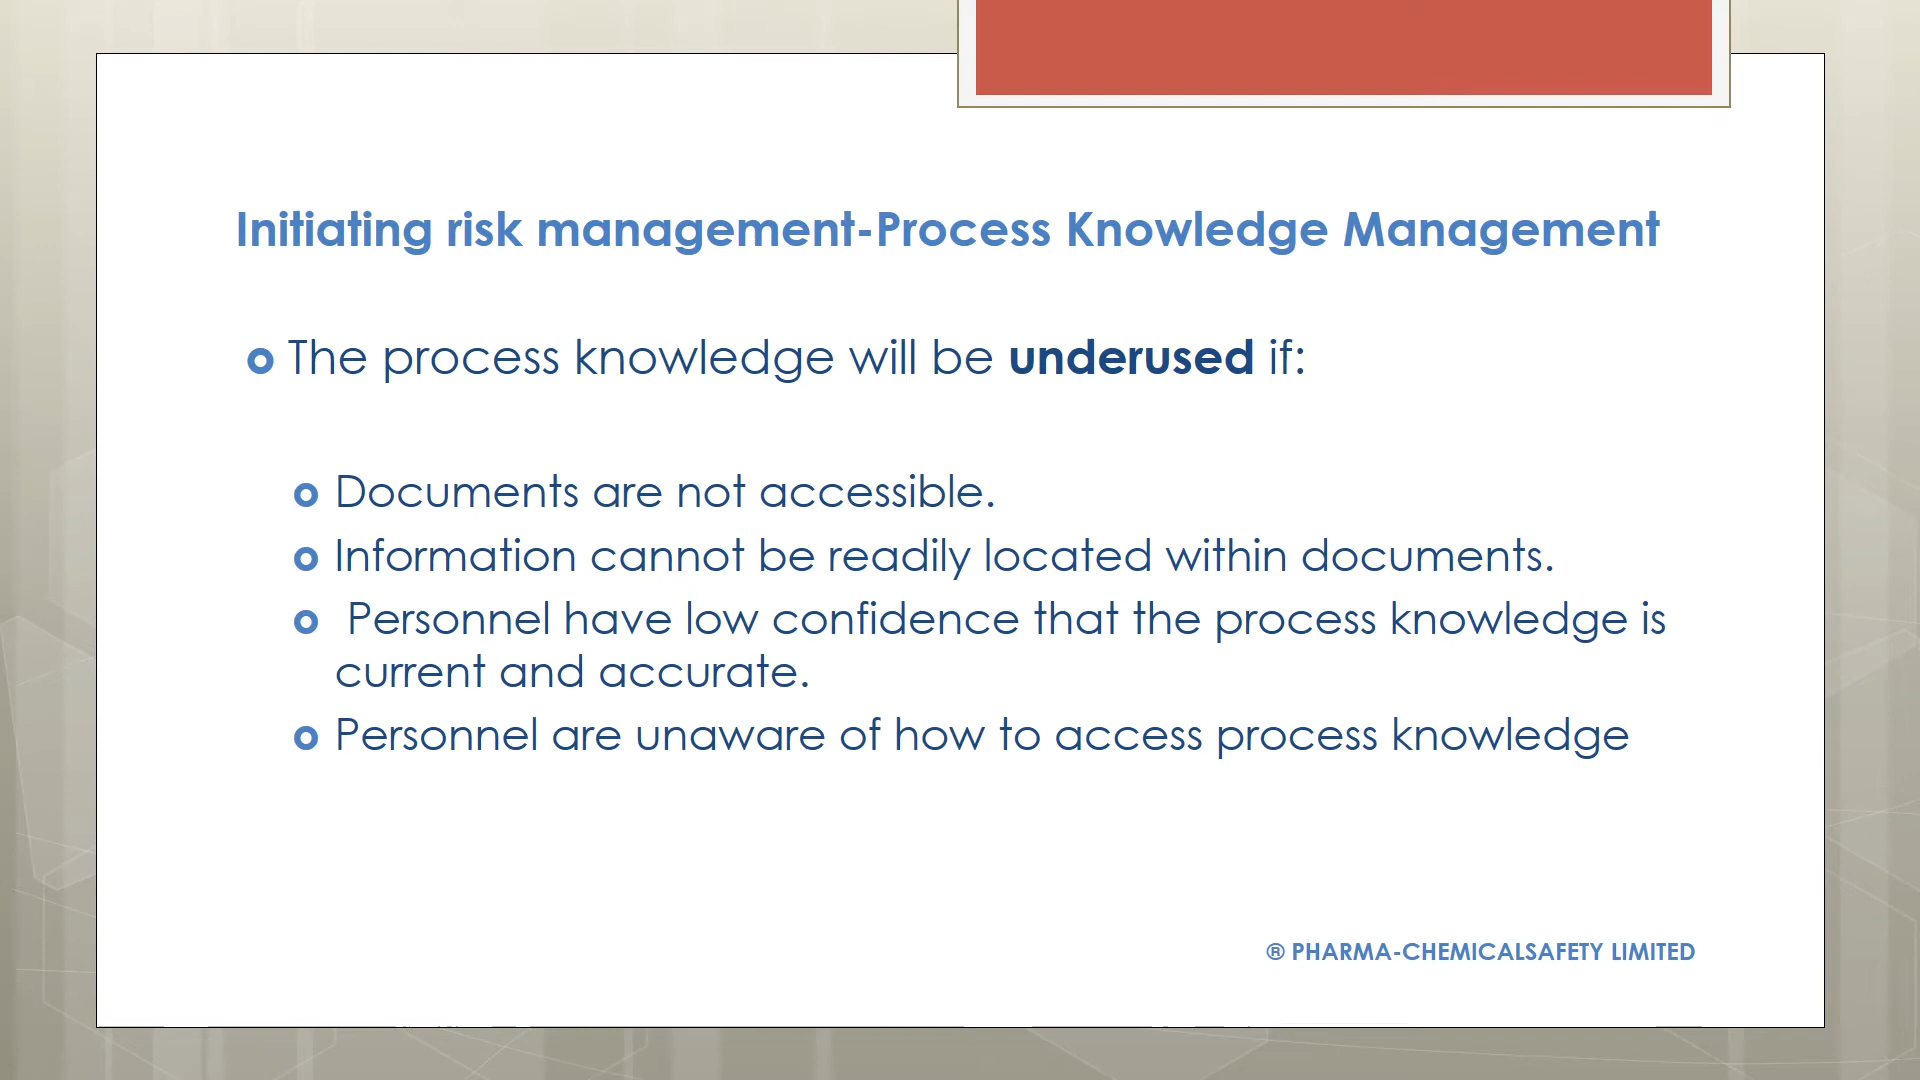 Initiating risk management-Process Knowledge Management
The process knowledge will be underused if:
Documents are not accessible.
Information cannot be readily located within documents.
Personnel have low confidence that the process knowledge is
current and accurate.
Personnel are unaware of how to access process knowledge
® PHARMA-CHEMICALSAFETY LIMITED